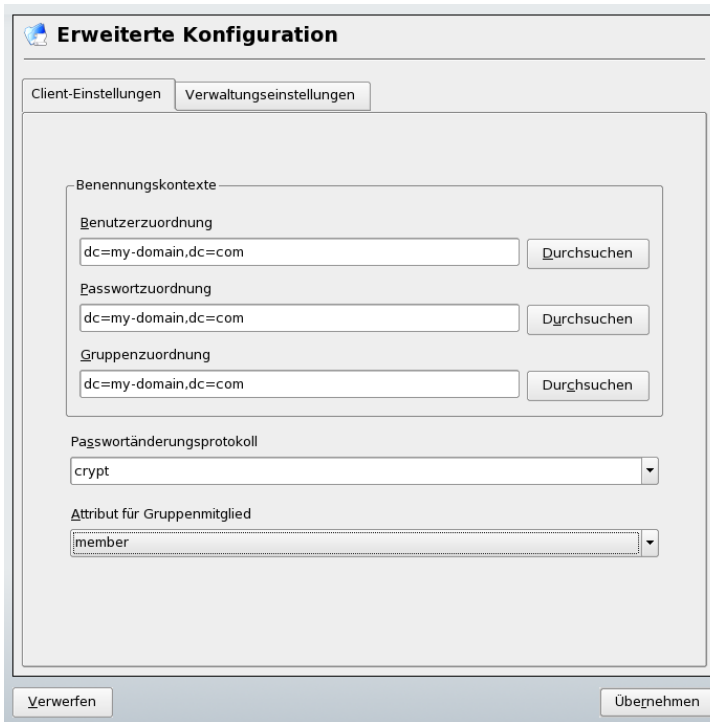 Erweiterte Konfiguration
Client-Einstellungen
Verwaltungseinstellungen
Benennungskontexte
Benutzerzuordnung
dc=my-domain,dc=com
Durchsuchen
Passwortzuordnung
dc=my-domain,dc=com
Durchsuchen
Gruppenzuordnung
dc=my-domain,dc=com
Durchsuchen
Passwortänderungsprotokoll
crypt
Attribut für Gruppenmitglied
member
Verwerfen
Übernehmen